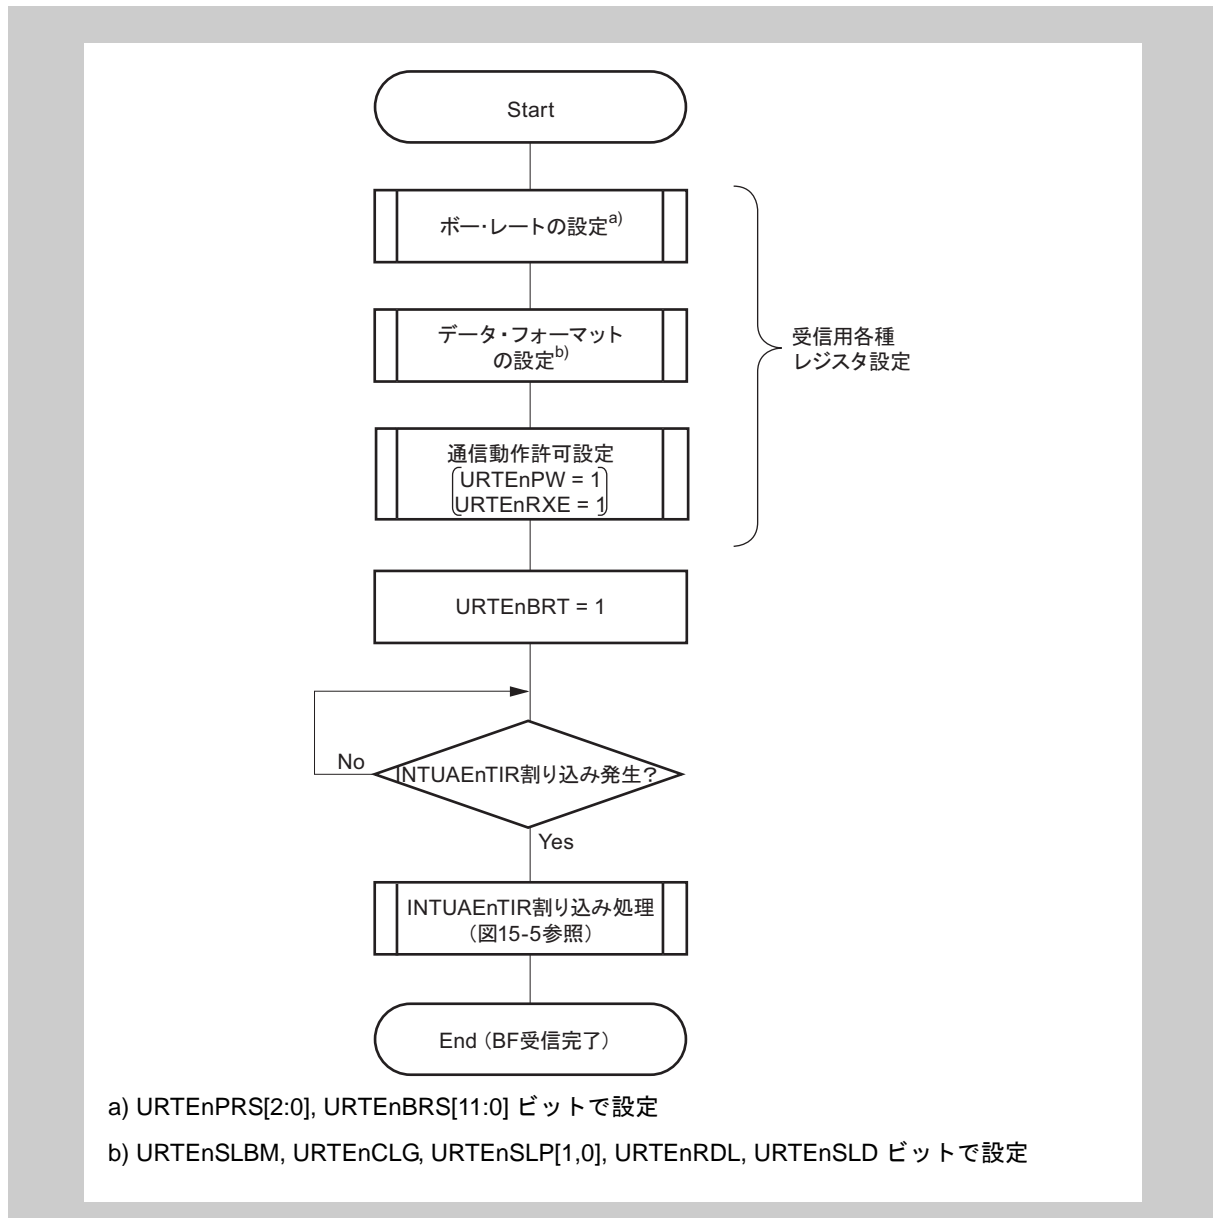 Start
ボー・レートの設定a)
データ・フォーマット
の設定b)
受信用各種
レジスタ設定
通信動作許可設定
URTEnPW = 1
URTEnRXE = 1
URTEnBRT = 1
No
INTUAEnTIR割り込み発生？
Yes
INTUAEnTIR割り込み処理
（図15-5参照）
End（BF受信完了）
a) URTEnPRS[2:0], URTEnBRS[11:0] ビットで設定
b) URTEnSLBM, URTEnCLG, URTEnSLP[1,0], URTEnRDL, URTEnSLD ビットで設定